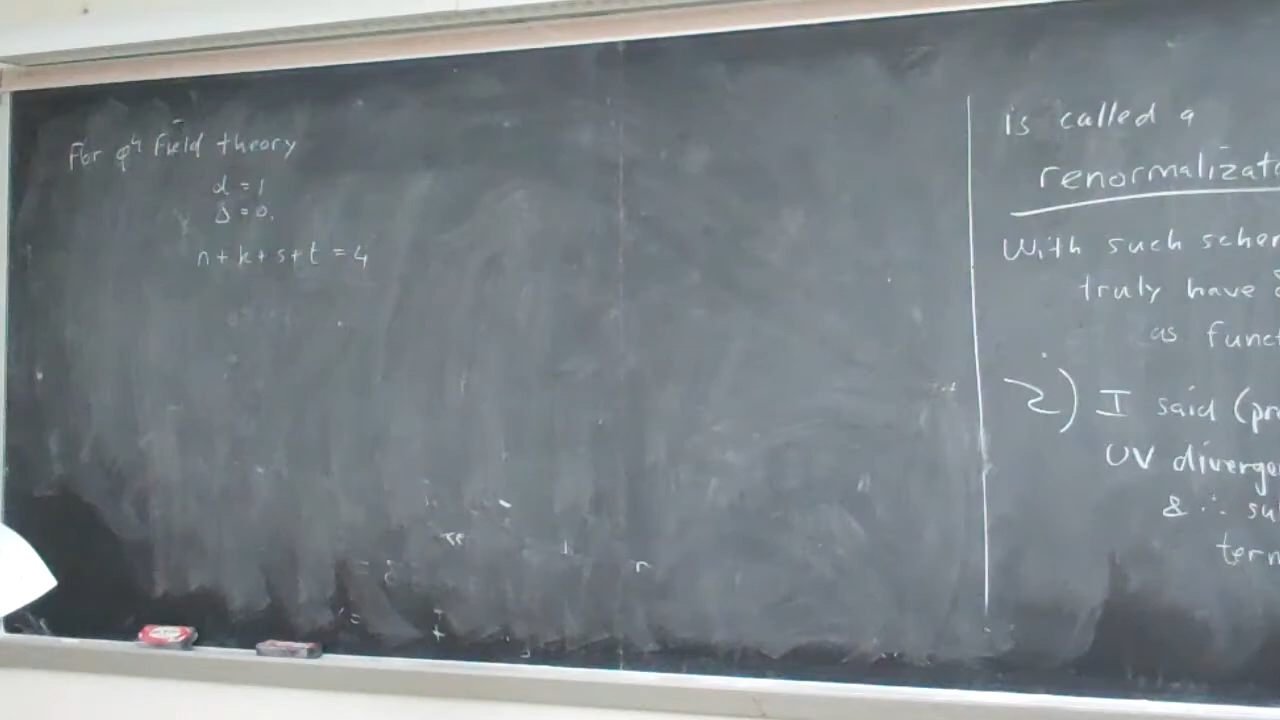 For φ⁴ Field theory
d = 1
δ = 0.
n + k + s + t = 4
is called a
renormalizat
With such schem
truly have
as funct
2) I said (pr
UV diverge
& ∴ su
term